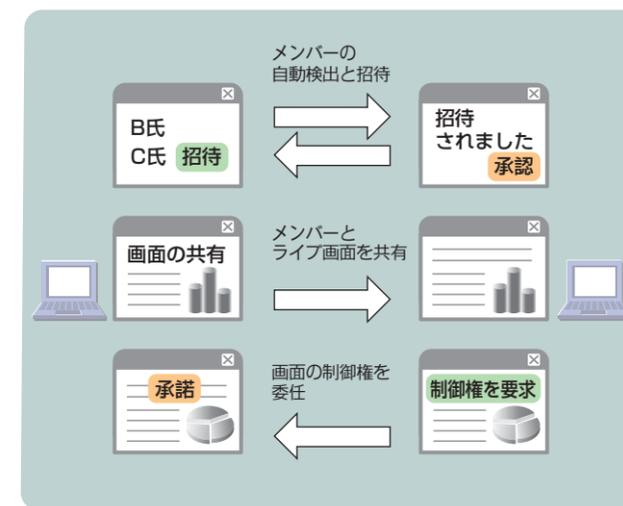 メンバーの
自動検出と招待
B氏
C氏 招待
招待
されました
承認
画面の共有
メンバーと
ライブ画面を共有
承諾
画面の制御権を
委任
制御権を要求